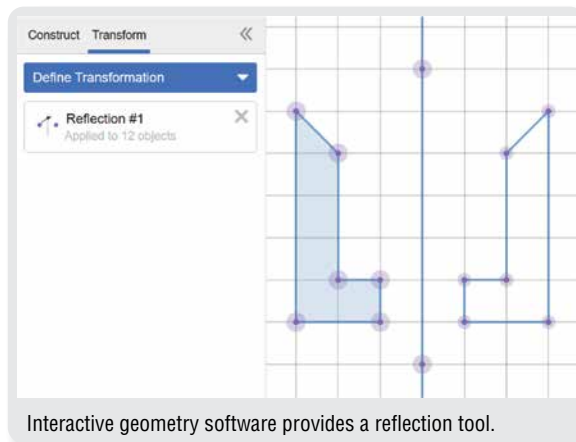 Construct Transform
Define Transformation
Reflection #1
Applied to 12 objects
Interactive geometry software provides a reflection tool.